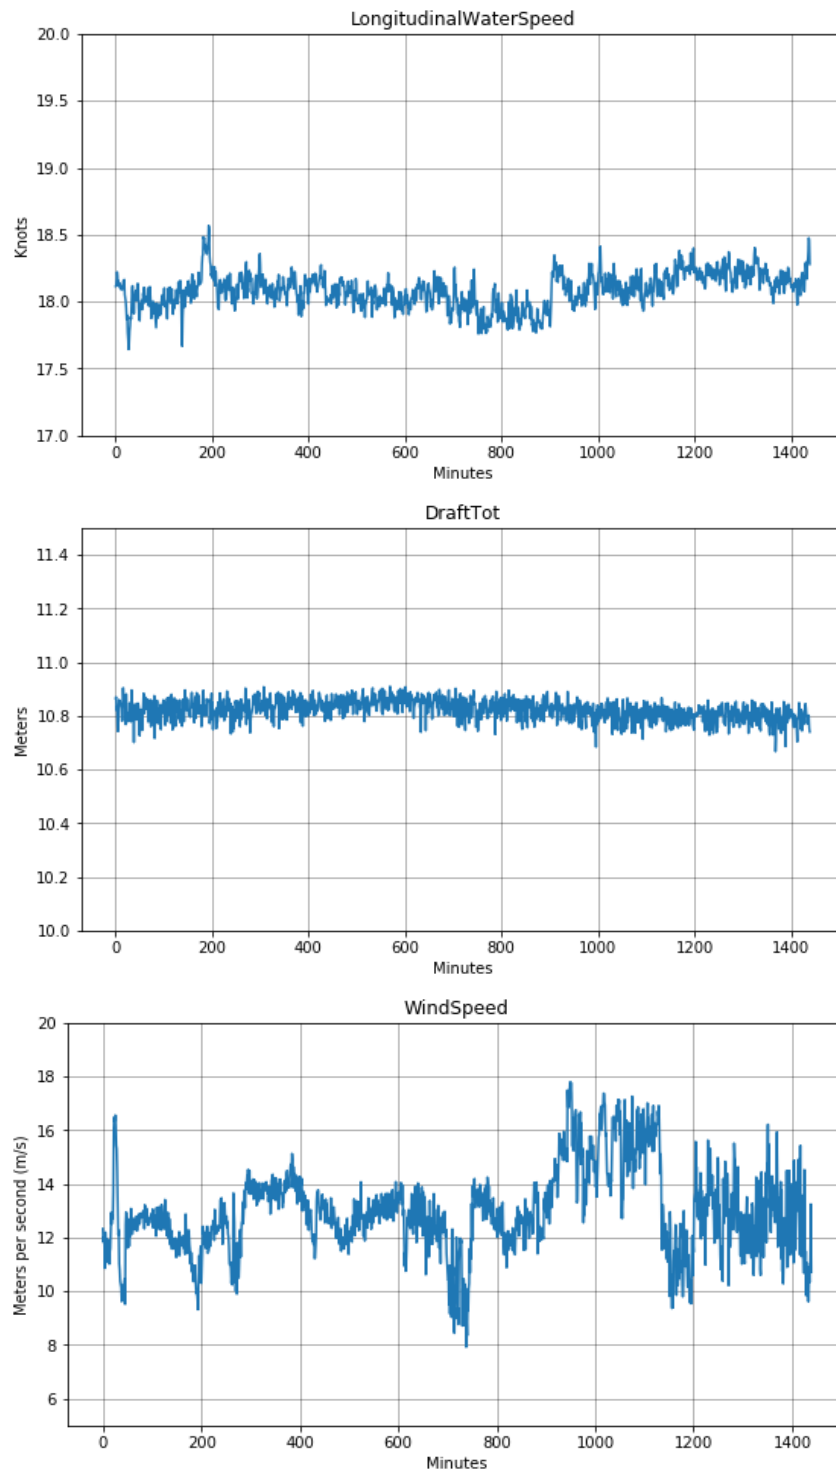 LongitudinalWaterSpeed
20.0
19.5
19.0
18.5
18.0
17.5
17.0
Knots
0 200 400 600 800 1000 1200 1400
Minutes
DraftTot
11.4
11.2
11.0
10.8
10.6
10.4
10.2
10.0
Meters
0 200 400 600 800 1000 1200 1400
Minutes
WindSpeed
20
18
16
14
12
10
8
6
Meters per second (m/s)
0 200 400 600 800 1000 1200 1400
Minutes